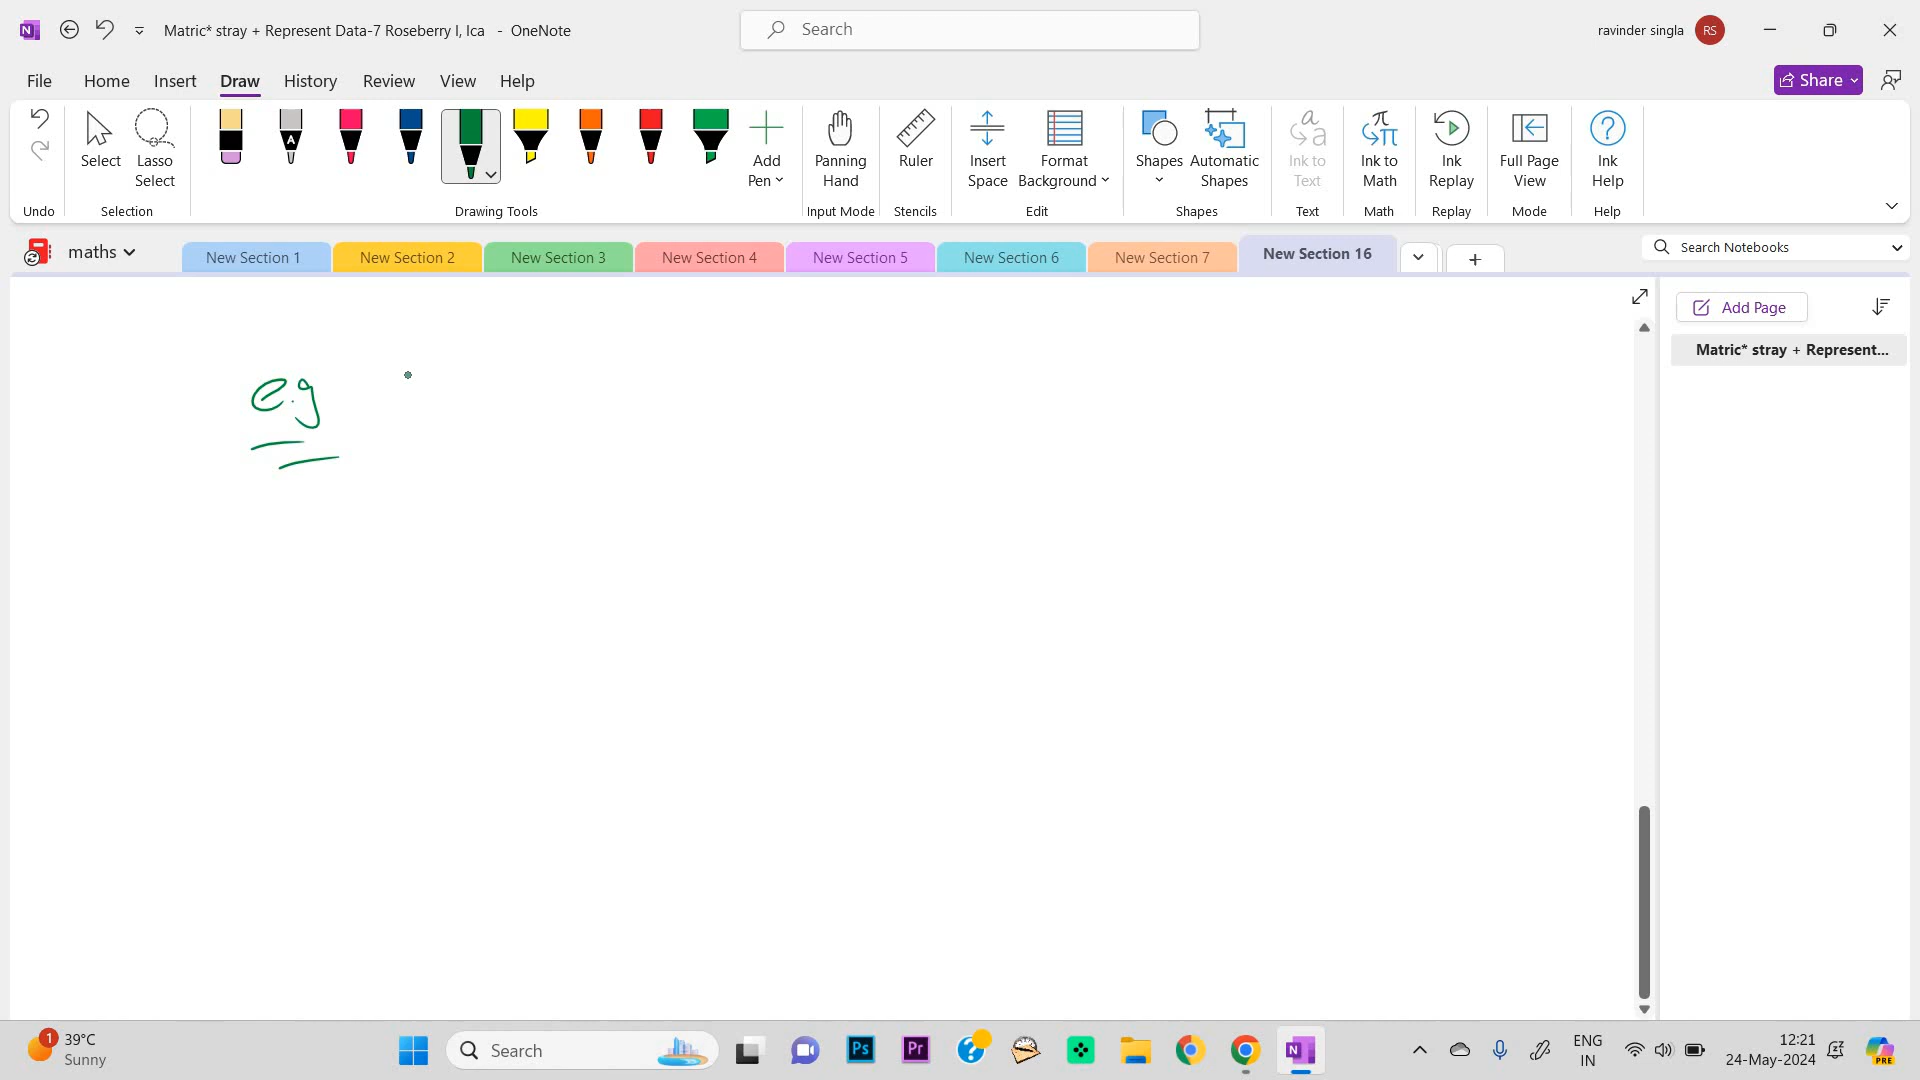 Matric* stray + Represent Data-7 Roseberry I, Ica - OneNote
Search
ravinder singla
RS
File Home Insert Draw History Review View Help
Share
Select
Lasso Select
A
Add Pen
Panning Hand
Ruler
Insert Space
Format Background
Shapes
Automatic Shapes
Ink to Text
Ink to Math
Ink Replay
Full Page View
Ink Help
Undo Selection Drawing Tools Input Mode Stencils Edit Shapes Text Math Replay Mode Help
maths
New Section 1 New Section 2 New Section 3 New Section 4 New Section 5 New Section 6 New Section 7 New Section 16
Search Notebooks
Add Page
Matric* stray + Represent...
e.g
1
39°C
Sunny
Search
Ps
Pr
ENG
IN
12:21
24-May-2024
PRE